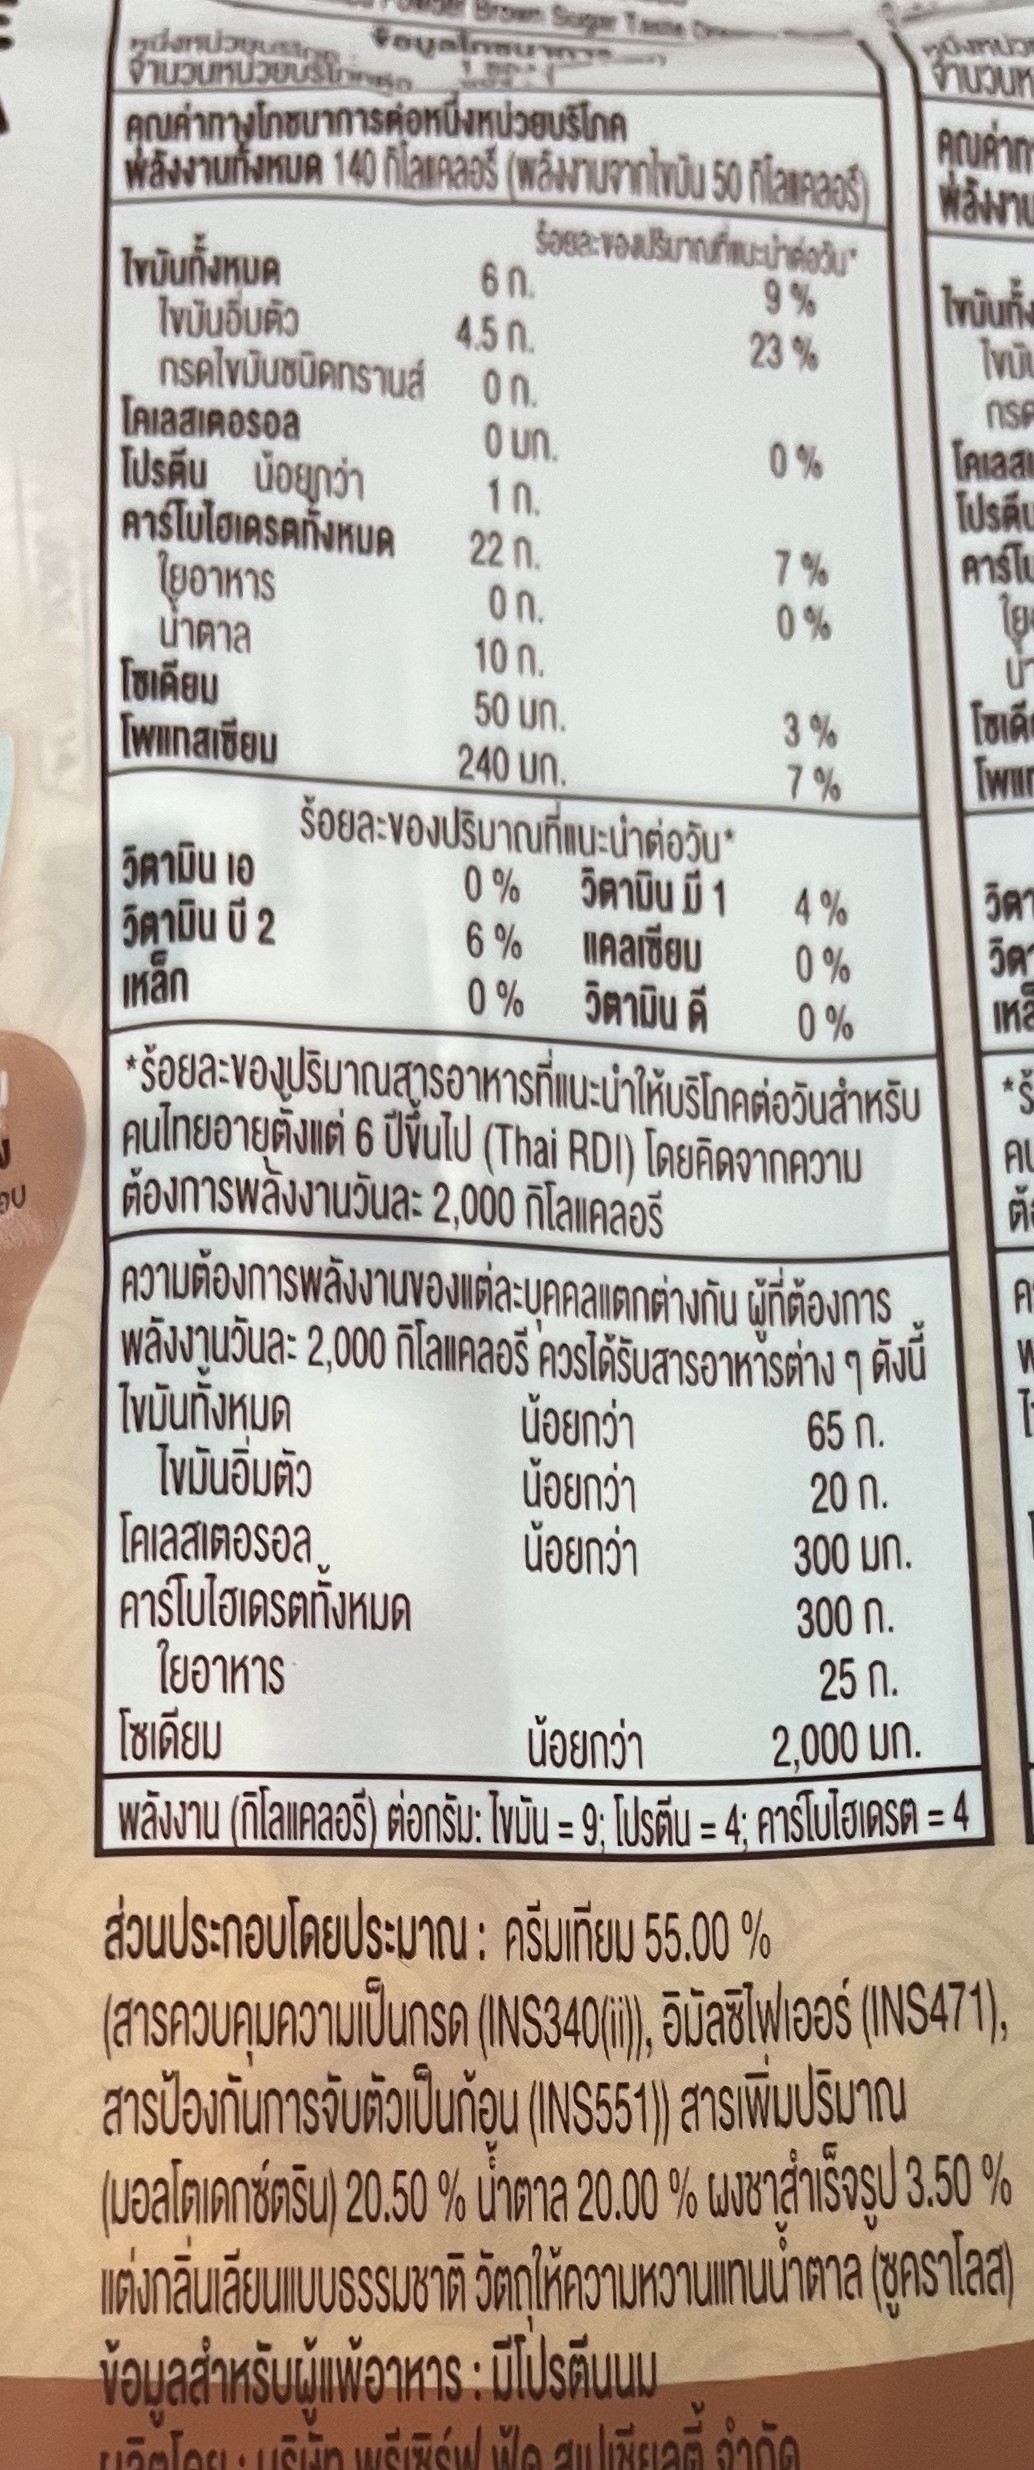 Powder Brown Sugar Taste
ข้อมูลโภชนาการ
หนึ่งหน่วยบริโภค
จำนวนหน่วยบริโภค
คุณค่าทางโภชนาการต่อหนึ่งหน่วยบริโภค
พลังงานทั้งหมด 140 กิโลแคลอรี (พลังงานจากไขมัน 50 กิโลแคลอรี)
ร้อยละของปริมาณที่แนะนำต่อวัน*
ไขมันทั้งหมด 6 ก. 9 %
ไขมันอิ่มตัว 4.5 ก. 23 %
กรดไขมันชนิดทรานส์ 0 ก.
โคเลสเตอรอล 0 มก. 0 %
โปรตีน น้อยกว่า 1 ก.
คาร์โบไฮเดรตทั้งหมด 22 ก. 7 %
ใยอาหาร 0 ก. 0 %
น้ำตาล 10 ก.
โซเดียม 50 มก. 3 %
โพแทสเซียม 240 มก. 7 %
ร้อยละของปริมาณที่แนะนำต่อวัน*
วิตามิน เอ 0 % วิตามิน บี 1 4 %
วิตามิน บี 2 6 % แคลเซียม 0 %
เหล็ก 0 % วิตามิน ดี 0 %
*ร้อยละของปริมาณสารอาหารที่แนะนำให้บริโภคต่อวันสำหรับ
คนไทยอายุตั้งแต่ 6 ปีขึ้นไป (Thai RDI) โดยคิดจากความ
ต้องการพลังงานวันละ 2,000 กิโลแคลอรี
ความต้องการพลังงานของแต่ละบุคคลแตกต่างกัน ผู้ที่ต้องการ
พลังงานวันละ 2,000 กิโลแคลอรี ควรได้รับสารอาหารต่าง ๆ ดังนี้
ไขมันทั้งหมด น้อยกว่า 65 ก.
ไขมันอิ่มตัว น้อยกว่า 20 ก.
โคเลสเตอรอล น้อยกว่า 300 มก.
คาร์โบไฮเดรตทั้งหมด 300 ก.
ใยอาหาร 25 ก.
โซเดียม น้อยกว่า 2,000 มก.
พลังงาน (กิโลแคลอรี) ต่อกรัม: ไขมัน = 9; โปรตีน = 4; คาร์โบไฮเดรต = 4
ส่วนประกอบโดยประมาณ : ครีมเทียม 55.00 %
(สารควบคุมความเป็นกรด (INS340(ii)), อิมัลซิไฟเออร์ (INS471),
สารป้องกันการจับตัวเป็นก้อน (INS551)) สารเพิ่มปริมาณ
(มอลโตเดกซ์ตริน) 20.50 % น้ำตาล 20.00 % ผงชาสำเร็จรูป 3.50 %
แต่งกลิ่นเลียนแบบธรรมชาติ วัตถุให้ความหวานแทนน้ำตาล (ซูคราโลส)
ข้อมูลสำหรับผู้แพ้อาหาร : มีโปรตีนนม
ผลิตโดย : บริษัท พรีเซิร์ฟ ฟู้ด สเปเชียลตี้ จำกัด